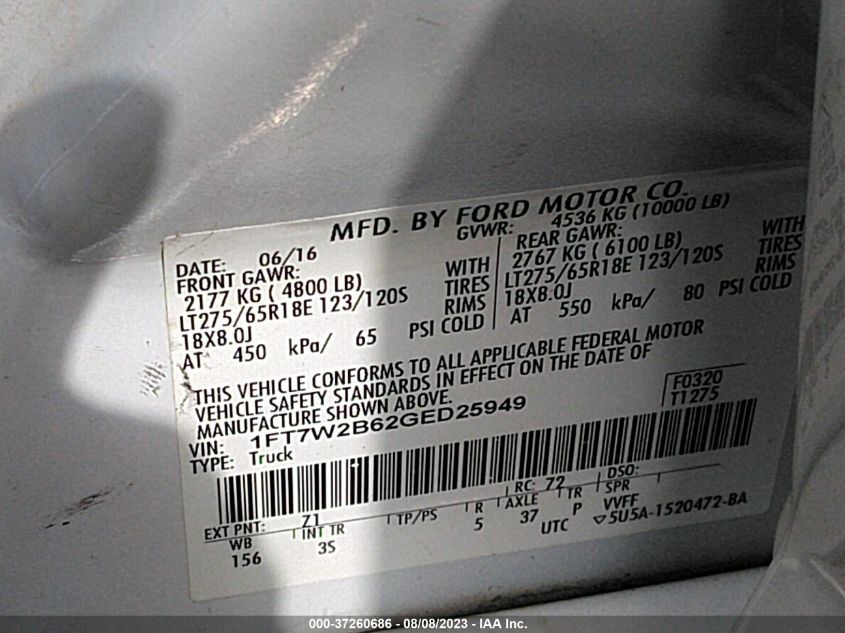 MFD. BY FORD MOTOR CO.
DATE: 06/16
GVWR: 4536 KG (10000 LB)
FRONT GAWR:
2177 KG ( 4800 LB) WITH
LT275/65R18E 123/120S TIRES
18X8.0J RIMS
AT 450 kPa/ 65 PSI COLD
REAR GAWR:
2767 KG ( 6100 LB) WITH
LT275/65R18E 123/120S TIRES
18X8.0J RIMS
AT 550 kPa/ 80 PSI COLD
THIS VEHICLE CONFORMS TO ALL APPLICABLE FEDERAL MOTOR
VEHICLE SAFETY STANDARDS IN EFFECT ON THE DATE OF
MANUFACTURE SHOWN ABOVE.
VIN: 1FT7W2B62GED25949
F0320
T1275
TYPE: Truck
EXT PNT: Z1 RC: 72 DSO:
WB INT TR TP/PS R AXLE TR SPR
156 3S 5 37 P VVFF
UTC ▽5U5A-1520472-BA
000-37260686 - 08/08/2023 - IAA Inc.